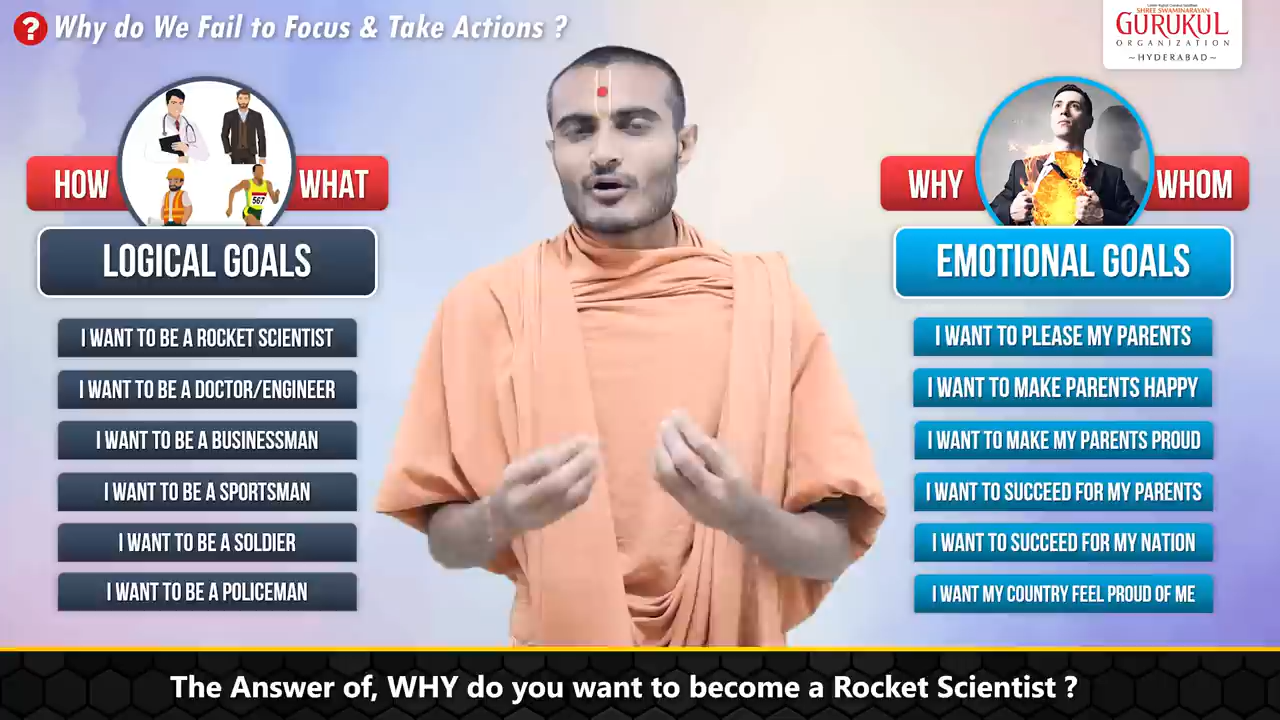 ? Why do We Fail to Focus & Take Actions ?
SHREE SWAMINARAYAN
GURUKUL
ORGANIZATION
~HYDERABAD~
HOW WHAT
567
LOGICAL GOALS
I WANT TO BE A ROCKET SCIENTIST
I WANT TO BE A DOCTOR/ENGINEER
I WANT TO BE A BUSINESSMAN
I WANT TO BE A SPORTSMAN
I WANT TO BE A SOLDIER
I WANT TO BE A POLICEMAN
WHY WHOM
EMOTIONAL GOALS
I WANT TO PLEASE MY PARENTS
I WANT TO MAKE PARENTS HAPPY
I WANT TO MAKE MY PARENTS PROUD
I WANT TO SUCCEED FOR MY PARENTS
I WANT TO SUCCEED FOR MY NATION
I WANT MY COUNTRY FEEL PROUD OF ME
The Answer of, WHY do you want to become a Rocket Scientist ?